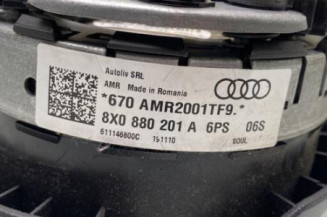 Autoliv SRL
AMR Made in Romania
*670 AMR2001TF9.*
8X0 880 201 A 6PS 06S
611146800C 151110 SOUL